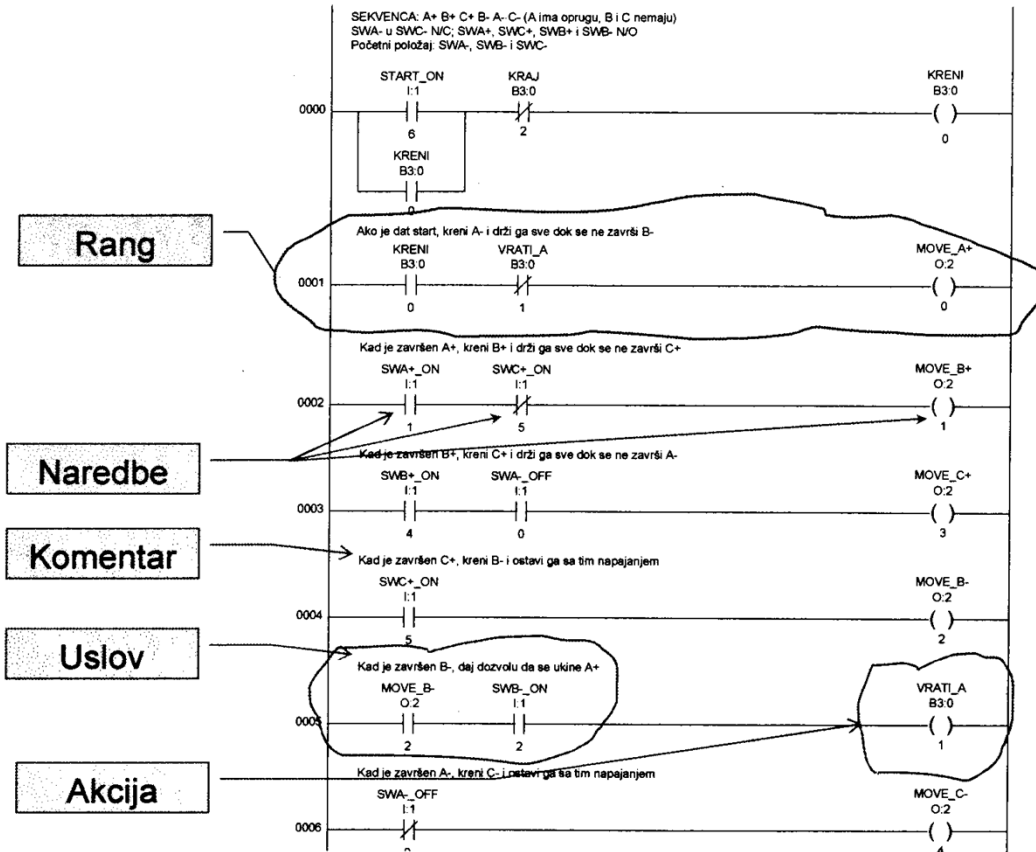 SEKVENCA: A+ B+ C+ B- A- C- (A ima oprugu, B i C nemaju)
SWA- u SWC- N/C; SWA+, SWC+, SWB+ i SWB- N/O
Početni položaj: SWA-, SWB- i SWC-
START_ON KRAJ KRENI
I:1 B3:0 B3:0
0000
6 2 0
KRENI
B3:0
0
Rang
Ako je dat start, kreni A- i drži ga sve dok se ne završi B-
KRENI VRATI_A MOVE_A+
B3:0 B3:0 O:2
0001
0 1 0
Kad je završen A+, kreni B+ i drži ga sve dok se ne završi C+
SWA+_ON SWC+_ON MOVE_B+
I:1 I:1 O:2
0002
1 5 1
Naredbe
Kad je završen B+, kreni C+ i drži ga sve dok se ne završi A-
SWB+_ON SWA-_OFF MOVE_C+
I:1 I:1 O:2
0003
4 0 3
Komentar
Kad je završen C+, kreni B- i ostavi ga sa tim napajanjem
SWC+_ON MOVE_B-
I:1 O:2
0004
5 2
Uslov
Kad je završen B-, daj dozvolu da se ukine A+
MOVE_B- SWB-_ON VRATI_A
O:2 I:1 B3:0
0005
2 2 1
Akcija
Kad je završen A-, kreni C- i ostavi ga sa tim napajanjem
SWA-_OFF MOVE_C-
I:1 O:2
0006